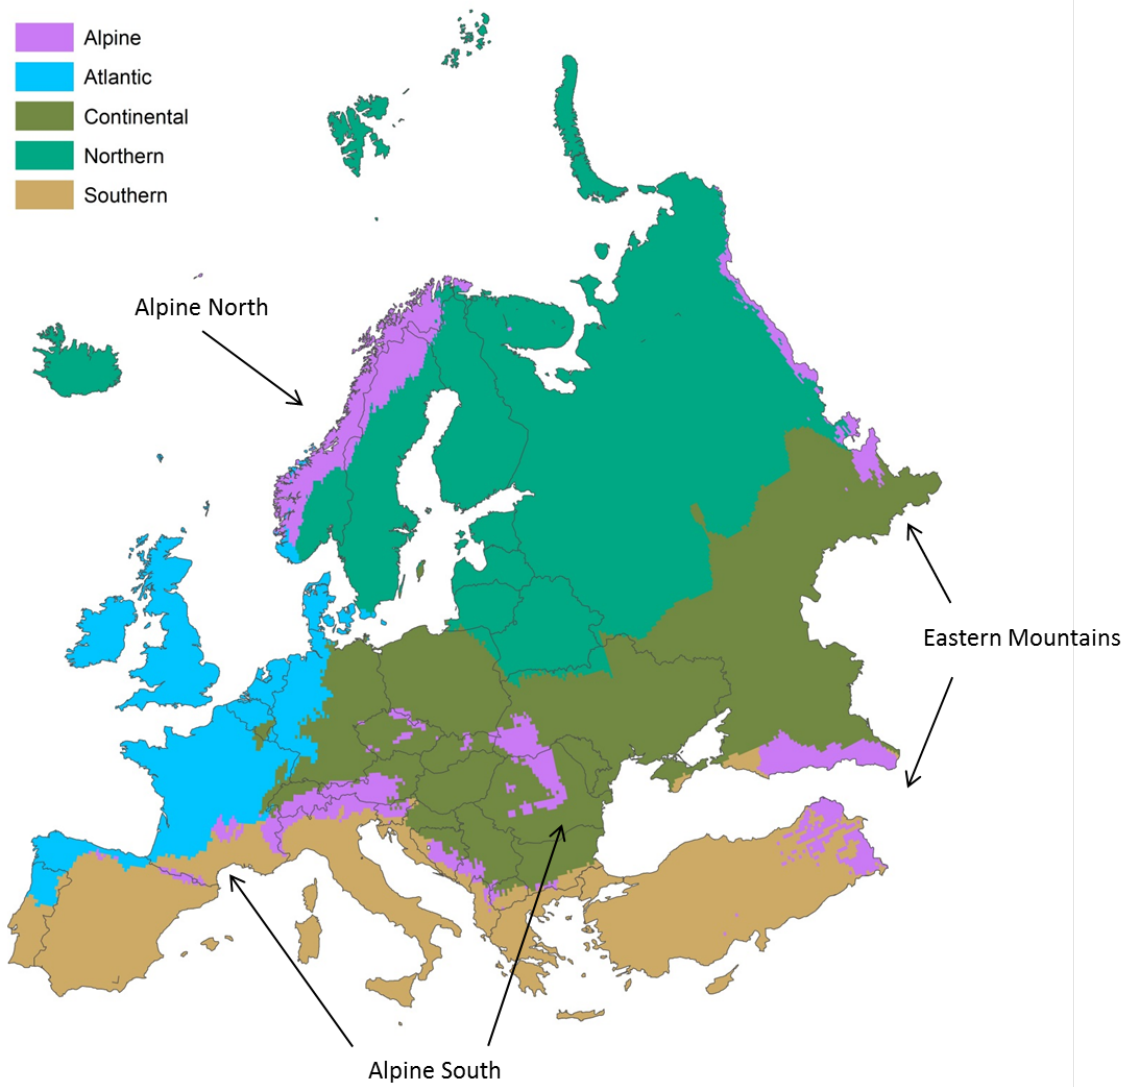 Alpine
Atlantic
Continental
Northern
Southern
Alpine North
Eastern Mountains
Alpine South